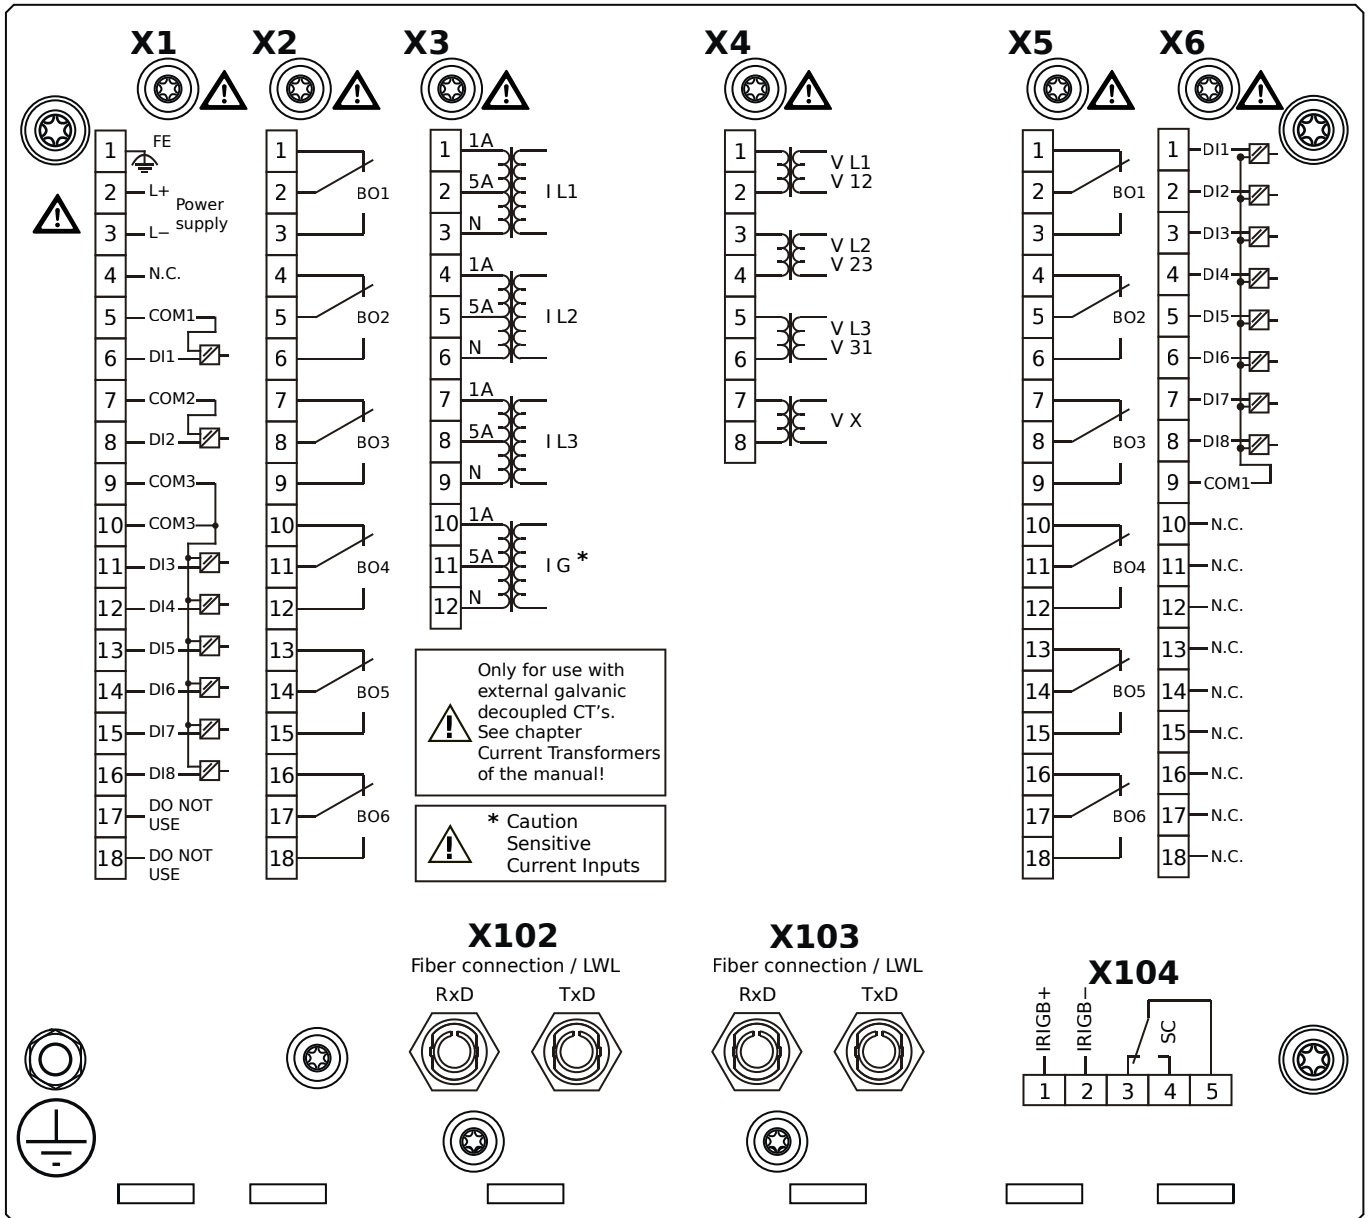 X1
X2
X3
X4
X5
X6
1 FE
2 L+
Power
supply
3 L−
4 N.C.
5 COM1
6 DI1
7 COM2
8 DI2
9 COM3
10 COM3
11 DI3
12 DI4
13 DI5
14 DI6
15 DI7
16 DI8
17 DO NOT
USE
18 DO NOT
USE
1
2 BO1
3
4
5 BO2
6
7
8 BO3
9
10
11 BO4
12
13
14 BO5
15
16
17 BO6
18
1 1A
2 5A I L1
3 N
4 1A
5 5A I L2
6 N
7 1A
8 5A I L3
9 N
10 1A
11 5A I G *
12 N
Only for use with
external galvanic
decoupled CT's.
See chapter
Current Transformers
of the manual!
* Caution
Sensitive
Current Inputs
1 V L1
2 V 12
3 V L2
4 V 23
5 V L3
6 V 31
7 V X
8
1
2 BO1
3
4
5 BO2
6
7
8 BO3
9
10
11 BO4
12
13
14 BO5
15
16
17 BO6
18
1 DI1
2 DI2
3 DI3
4 DI4
5 DI5
6 DI6
7 DI7
8 DI8
9 COM1
10 N.C.
11 N.C.
12 N.C.
13 N.C.
14 N.C.
15 N.C.
16 N.C.
17 N.C.
18 N.C.
X102
Fiber connection / LWL
RxD TxD
X103
Fiber connection / LWL
RxD TxD
X104
IRIGB+
IRIGB−
SC
1 2 3 4 5